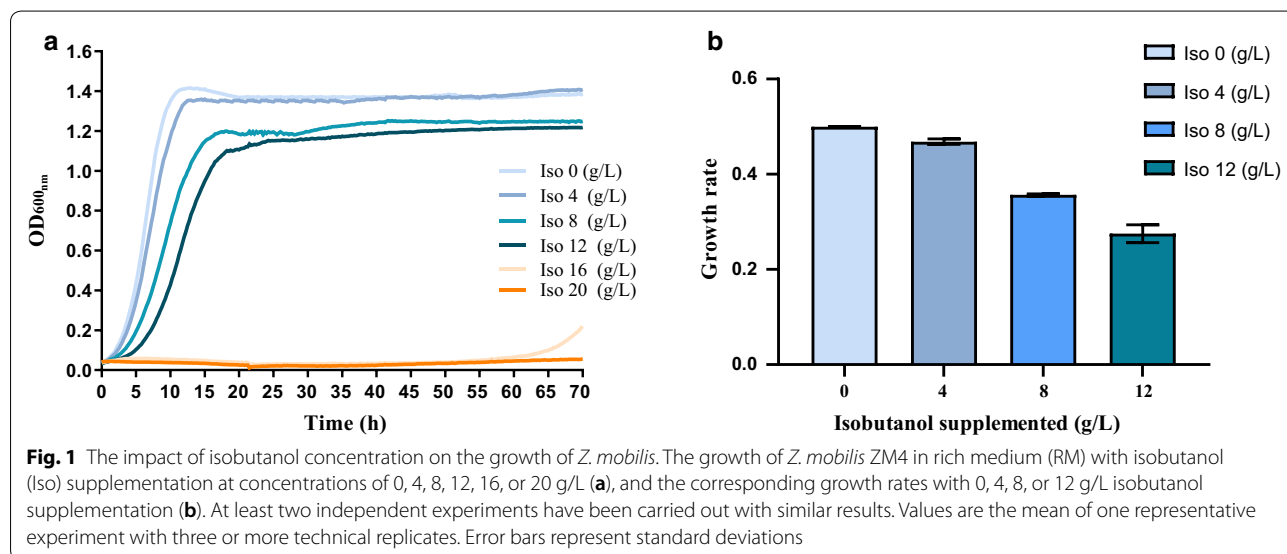 a
1.6
1.4
1.2
1.0
0.8
0.6
0.4
0.2
0.0
OD600nm
0 5 10 15 20 25 30 35 40 45 50 55 60 65 70
Time (h)
Iso 0 (g/L)
Iso 4 (g/L)
Iso 8 (g/L)
Iso 12 (g/L)
Iso 16 (g/L)
Iso 20 (g/L)
b
0.6
0.4
0.2
0.0
Growth rate
0 4 8 12
Isobutanol supplemented (g/L)
Iso 0 (g/L)
Iso 4 (g/L)
Iso 8 (g/L)
Iso 12 (g/L)
Fig. 1 The impact of isobutanol concentration on the growth of Z. mobilis. The growth of Z. mobilis ZM4 in rich medium (RM) with isobutanol
(Iso) supplementation at concentrations of 0, 4, 8, 12, 16, or 20 g/L (a), and the corresponding growth rates with 0, 4, 8, or 12 g/L isobutanol
supplementation (b). At least two independent experiments have been carried out with similar results. Values are the mean of one representative
experiment with three or more technical replicates. Error bars represent standard deviations